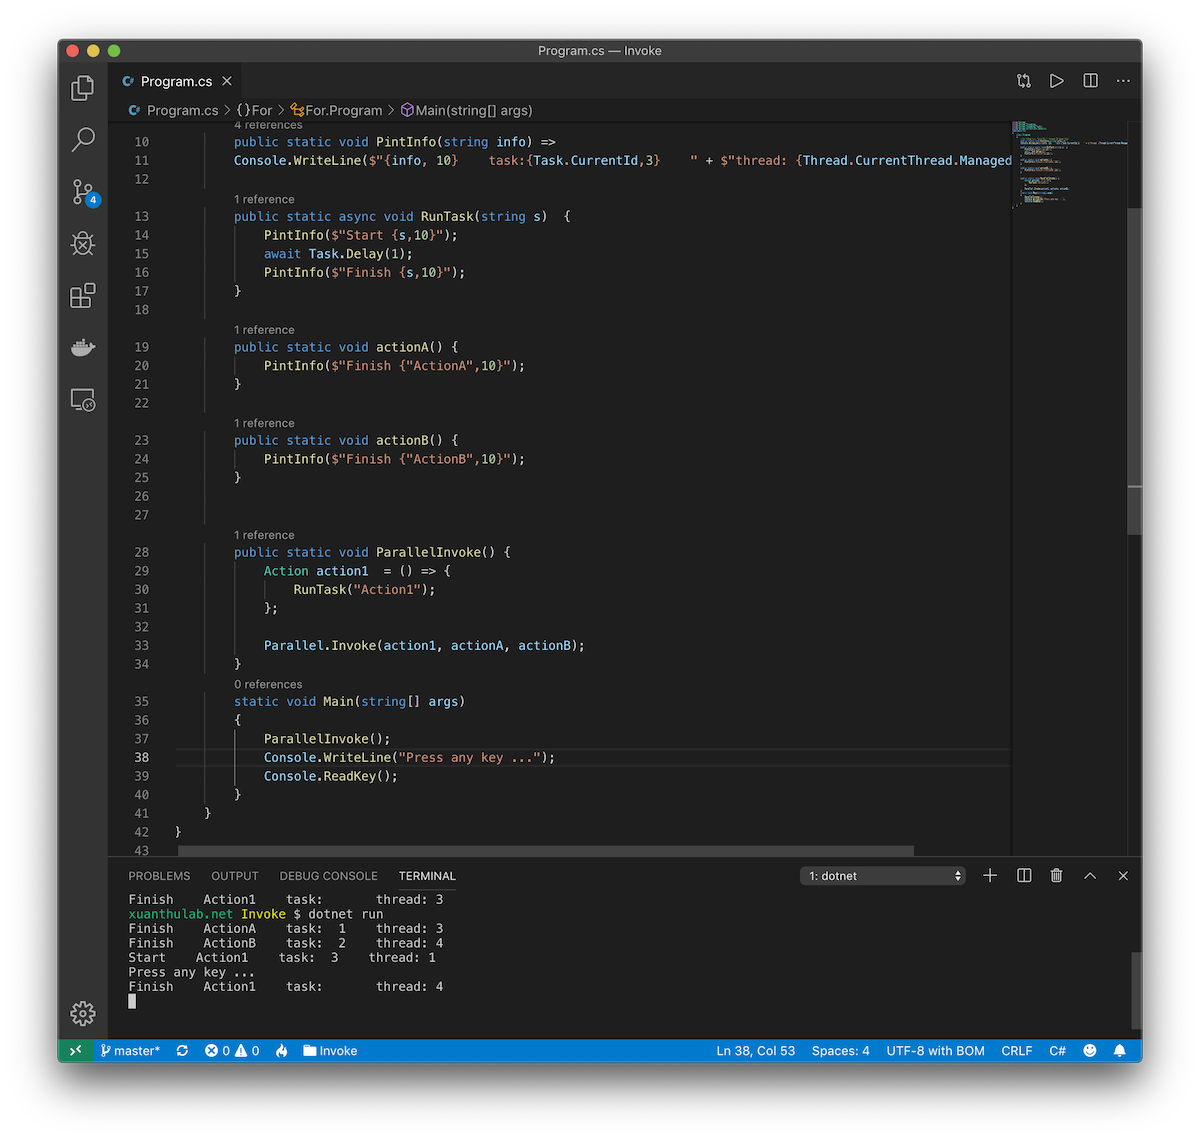 Program.cs — Invoke
Program.cs
Program.cs > {} For > For.Program > Main(string[] args)
4 references
10 public static void PintInfo(string info) =>
11 Console.WriteLine($"{info, 10}    task:{Task.CurrentId,3}    " + $"thread: {Thread.CurrentThread.Managed
12
1 reference
13 public static async void RunTask(string s)  {
14 PintInfo($"Start {s,10}");
15 await Task.Delay(1);
16 PintInfo($"Finish {s,10}");
17 }
18
1 reference
19 public static void actionA() {
20 PintInfo($"Finish {"ActionA",10}");
21 }
22
1 reference
23 public static void actionB() {
24 PintInfo($"Finish {"ActionB",10}");
25 }
26
27
1 reference
28 public static void ParallelInvoke() {
29 Action action1  = () => {
30 RunTask("Action1");
31 };
32
33 Parallel.Invoke(action1, actionA, actionB);
34 }
0 references
35 static void Main(string[] args)
36 {
37 ParallelInvoke();
38 Console.WriteLine("Press any key ...");
39 Console.ReadKey();
40 }
41 }
42 }
43
PROBLEMS OUTPUT DEBUG CONSOLE TERMINAL 1: dotnet
Finish    Action1    task:       thread: 3
xuanthulab.net Invoke $ dotnet run
Finish    ActionA    task:  1    thread: 3
Finish    ActionB    task:  2    thread: 4
Start    Action1    task:  3    thread: 1
Press any key ...
Finish    Action1    task:       thread: 4
4
master* 0 0 Invoke Ln 38, Col 53 Spaces: 4 UTF-8 with BOM CRLF C#